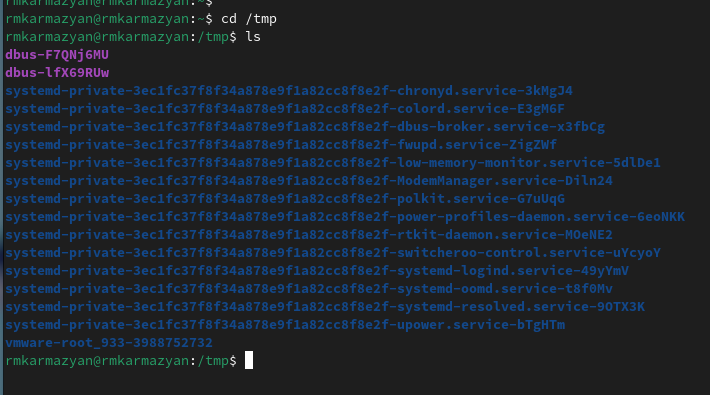 rmkarmazyan@rmkarmazyan:~$
rmkarmazyan@rmkarmazyan:~$ cd /tmp
rmkarmazyan@rmkarmazyan:/tmp$ ls
dbus-F7QNj6MU
dbus-lfX69RUw
systemd-private-3ec1fc37f8f34a878e9f1a82cc8f8e2f-chronyd.service-3kMgJ4
systemd-private-3ec1fc37f8f34a878e9f1a82cc8f8e2f-colord.service-E3gM6F
systemd-private-3ec1fc37f8f34a878e9f1a82cc8f8e2f-dbus-broker.service-x3fbCg
systemd-private-3ec1fc37f8f34a878e9f1a82cc8f8e2f-fwupd.service-ZigZWf
systemd-private-3ec1fc37f8f34a878e9f1a82cc8f8e2f-low-memory-monitor.service-5dlDe1
systemd-private-3ec1fc37f8f34a878e9f1a82cc8f8e2f-ModemManager.service-Diln24
systemd-private-3ec1fc37f8f34a878e9f1a82cc8f8e2f-polkit.service-G7uUqG
systemd-private-3ec1fc37f8f34a878e9f1a82cc8f8e2f-power-profiles-daemon.service-6eoNKK
systemd-private-3ec1fc37f8f34a878e9f1a82cc8f8e2f-rtkit-daemon.service-MOeNE2
systemd-private-3ec1fc37f8f34a878e9f1a82cc8f8e2f-switcheroo-control.service-uYcyoY
systemd-private-3ec1fc37f8f34a878e9f1a82cc8f8e2f-systemd-logind.service-49yYmV
systemd-private-3ec1fc37f8f34a878e9f1a82cc8f8e2f-systemd-oomd.service-t8f0Mv
systemd-private-3ec1fc37f8f34a878e9f1a82cc8f8e2f-systemd-resolved.service-9OTX3K
systemd-private-3ec1fc37f8f34a878e9f1a82cc8f8e2f-upower.service-bTgHTm
vmware-root_933-3988752732
rmkarmazyan@rmkarmazyan:/tmp$